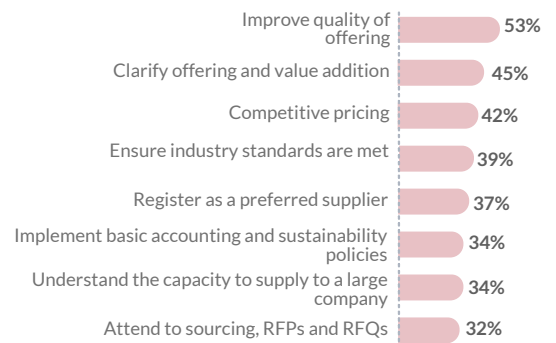 Improve quality of
offering
53%
Clarify offering and value addition
45%
Competitive pricing
42%
Ensure industry standards are met
39%
Register as a preferred supplier
37%
Implement basic accounting and sustainability
policies
34%
Understand the capacity to supply to a large
company
34%
Attend to sourcing, RFPs and RFQs
32%